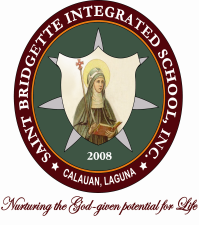 SAINT BRIDGETTE INTEGRATED SCHOOL, INC.
2008
★ CALAUAN, LAGUNA ★
Nurturing the God-given potential for Life